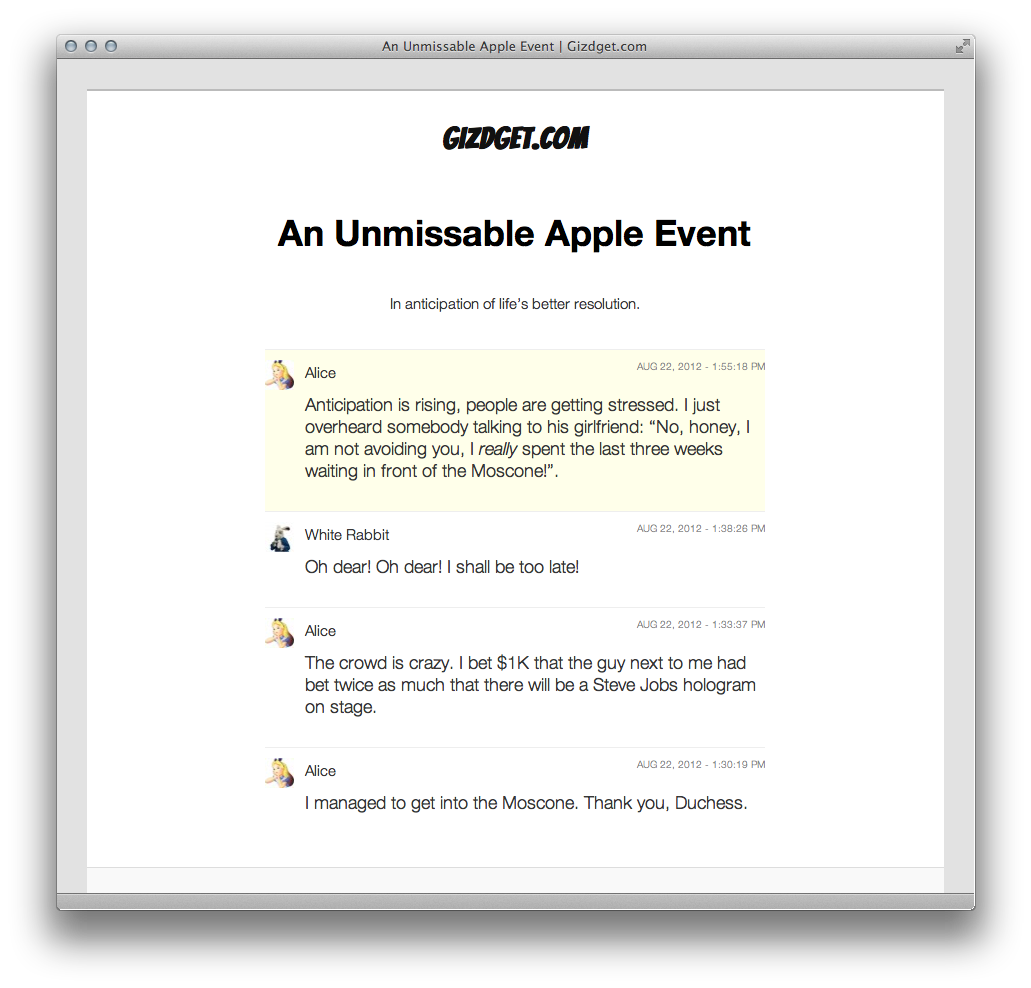 An Unmissable Apple Event | Gizdget.com
GIZDGET.COM
An Unmissable Apple Event
In anticipation of life’s better resolution.
Alice
AUG 22, 2012 - 1:55:18 PM
Anticipation is rising, people are getting stressed. I just
overheard somebody talking to his girlfriend: “No, honey, I
am not avoiding you, I really spent the last three weeks
waiting in front of the Moscone!”.
White Rabbit
AUG 22, 2012 - 1:38:26 PM
Oh dear! Oh dear! I shall be too late!
Alice
AUG 22, 2012 - 1:33:37 PM
The crowd is crazy. I bet $1K that the guy next to me had
bet twice as much that there will be a Steve Jobs hologram
on stage.
Alice
AUG 22, 2012 - 1:30:19 PM
I managed to get into the Moscone. Thank you, Duchess.